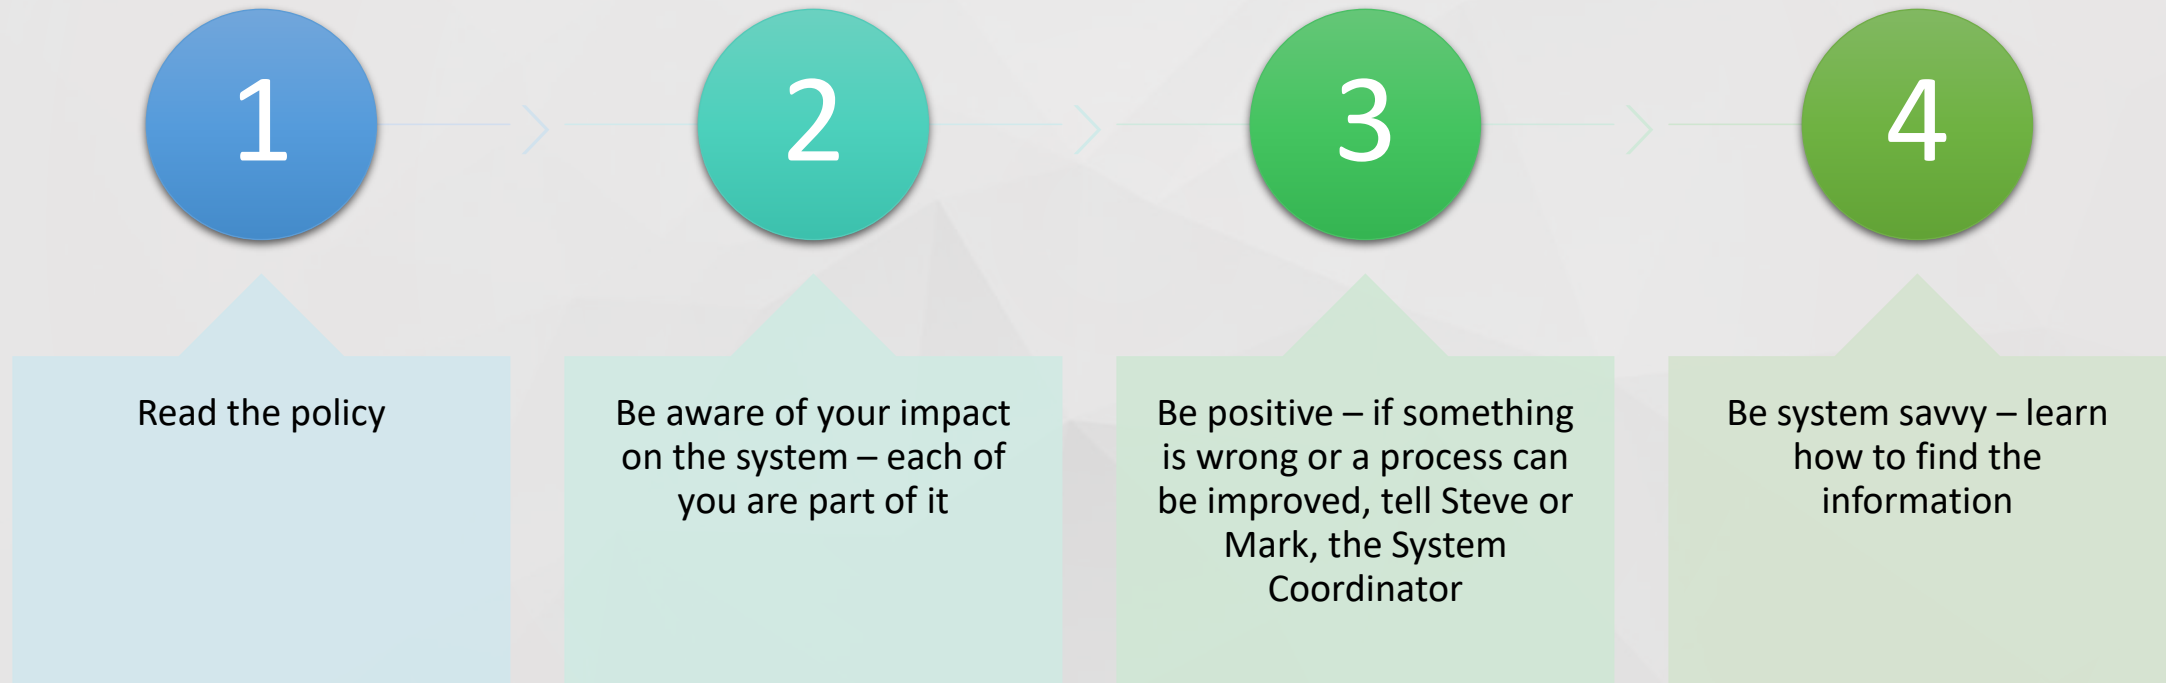 1
2
3
4
Read the policy
Be aware of your impact
on the system – each of
you are part of it
Be positive – if something
is wrong or a process can
be improved, tell Steve or
Mark, the System
Coordinator
Be system savvy – learn
how to find the
information